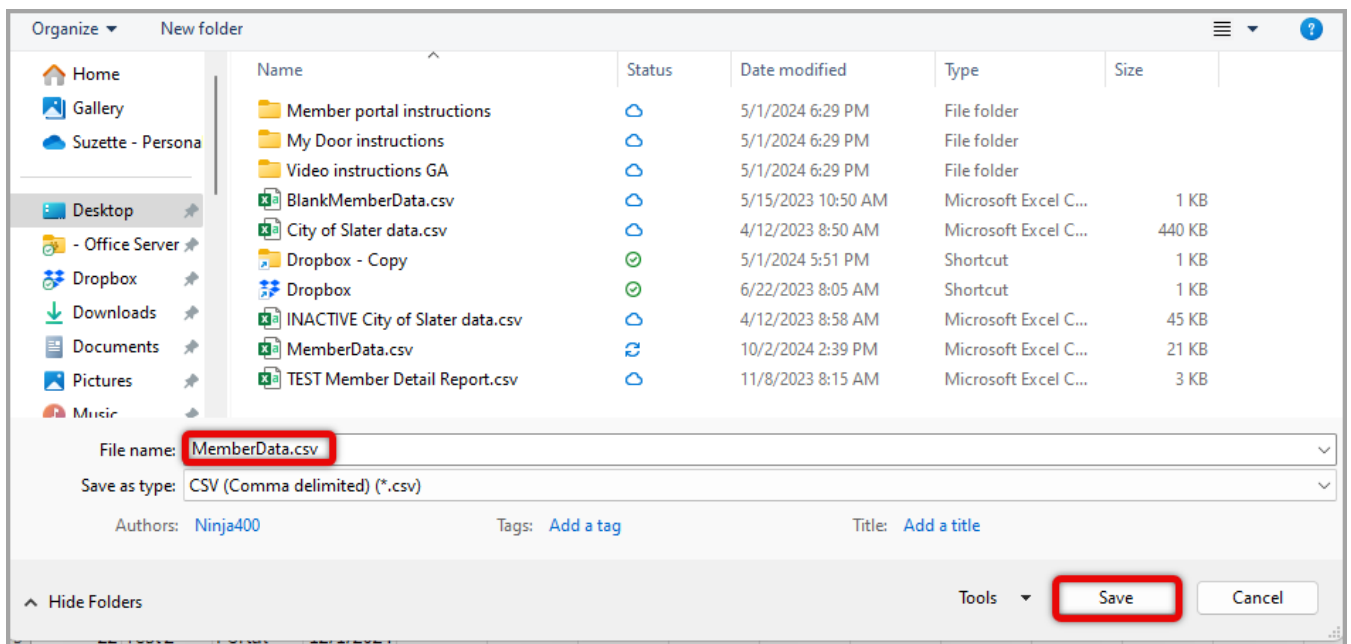 Organize New folder
Name Status Date modified Type Size
Home
Gallery
Suzette - Persona
Desktop
- Office Server
Dropbox
Downloads
Documents
Pictures
Music
Member portal instructions 5/1/2024 6:29 PM File folder
My Door instructions 5/1/2024 6:29 PM File folder
Video instructions GA 5/1/2024 6:29 PM File folder
BlankMemberData.csv 5/15/2023 10:50 AM Microsoft Excel C... 1 KB
City of Slater data.csv 4/12/2023 8:50 AM Microsoft Excel C... 440 KB
Dropbox - Copy 5/1/2024 5:51 PM Shortcut 1 KB
Dropbox 6/22/2023 8:05 AM Shortcut 1 KB
INACTIVE City of Slater data.csv 4/12/2023 8:58 AM Microsoft Excel C... 45 KB
MemberData.csv 10/2/2024 2:39 PM Microsoft Excel C... 21 KB
TEST Member Detail Report.csv 11/8/2023 8:15 AM Microsoft Excel C... 3 KB
File name: MemberData.csv
Save as type: CSV (Comma delimited) (*.csv)
Authors: Ninja400 Tags: Add a tag Title: Add a title
Hide Folders Tools Save Cancel